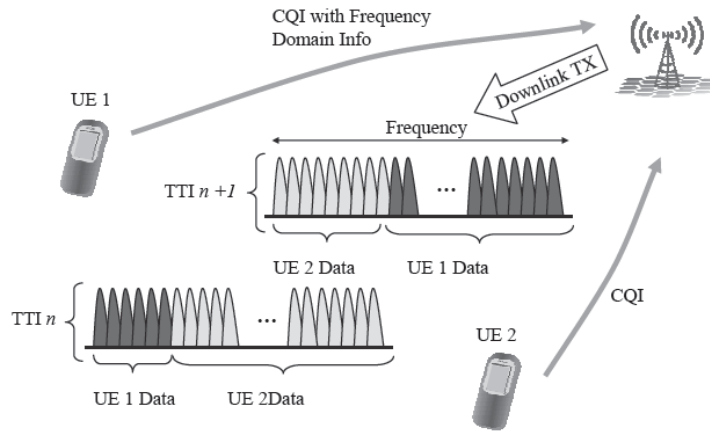 CQI with Frequency
Domain Info
Downlink TX
UE 1
Frequency
TTI n +1
...
UE 2 Data UE 1 Data
TTI n
...
CQI
UE 2
UE 1 Data UE 2Data